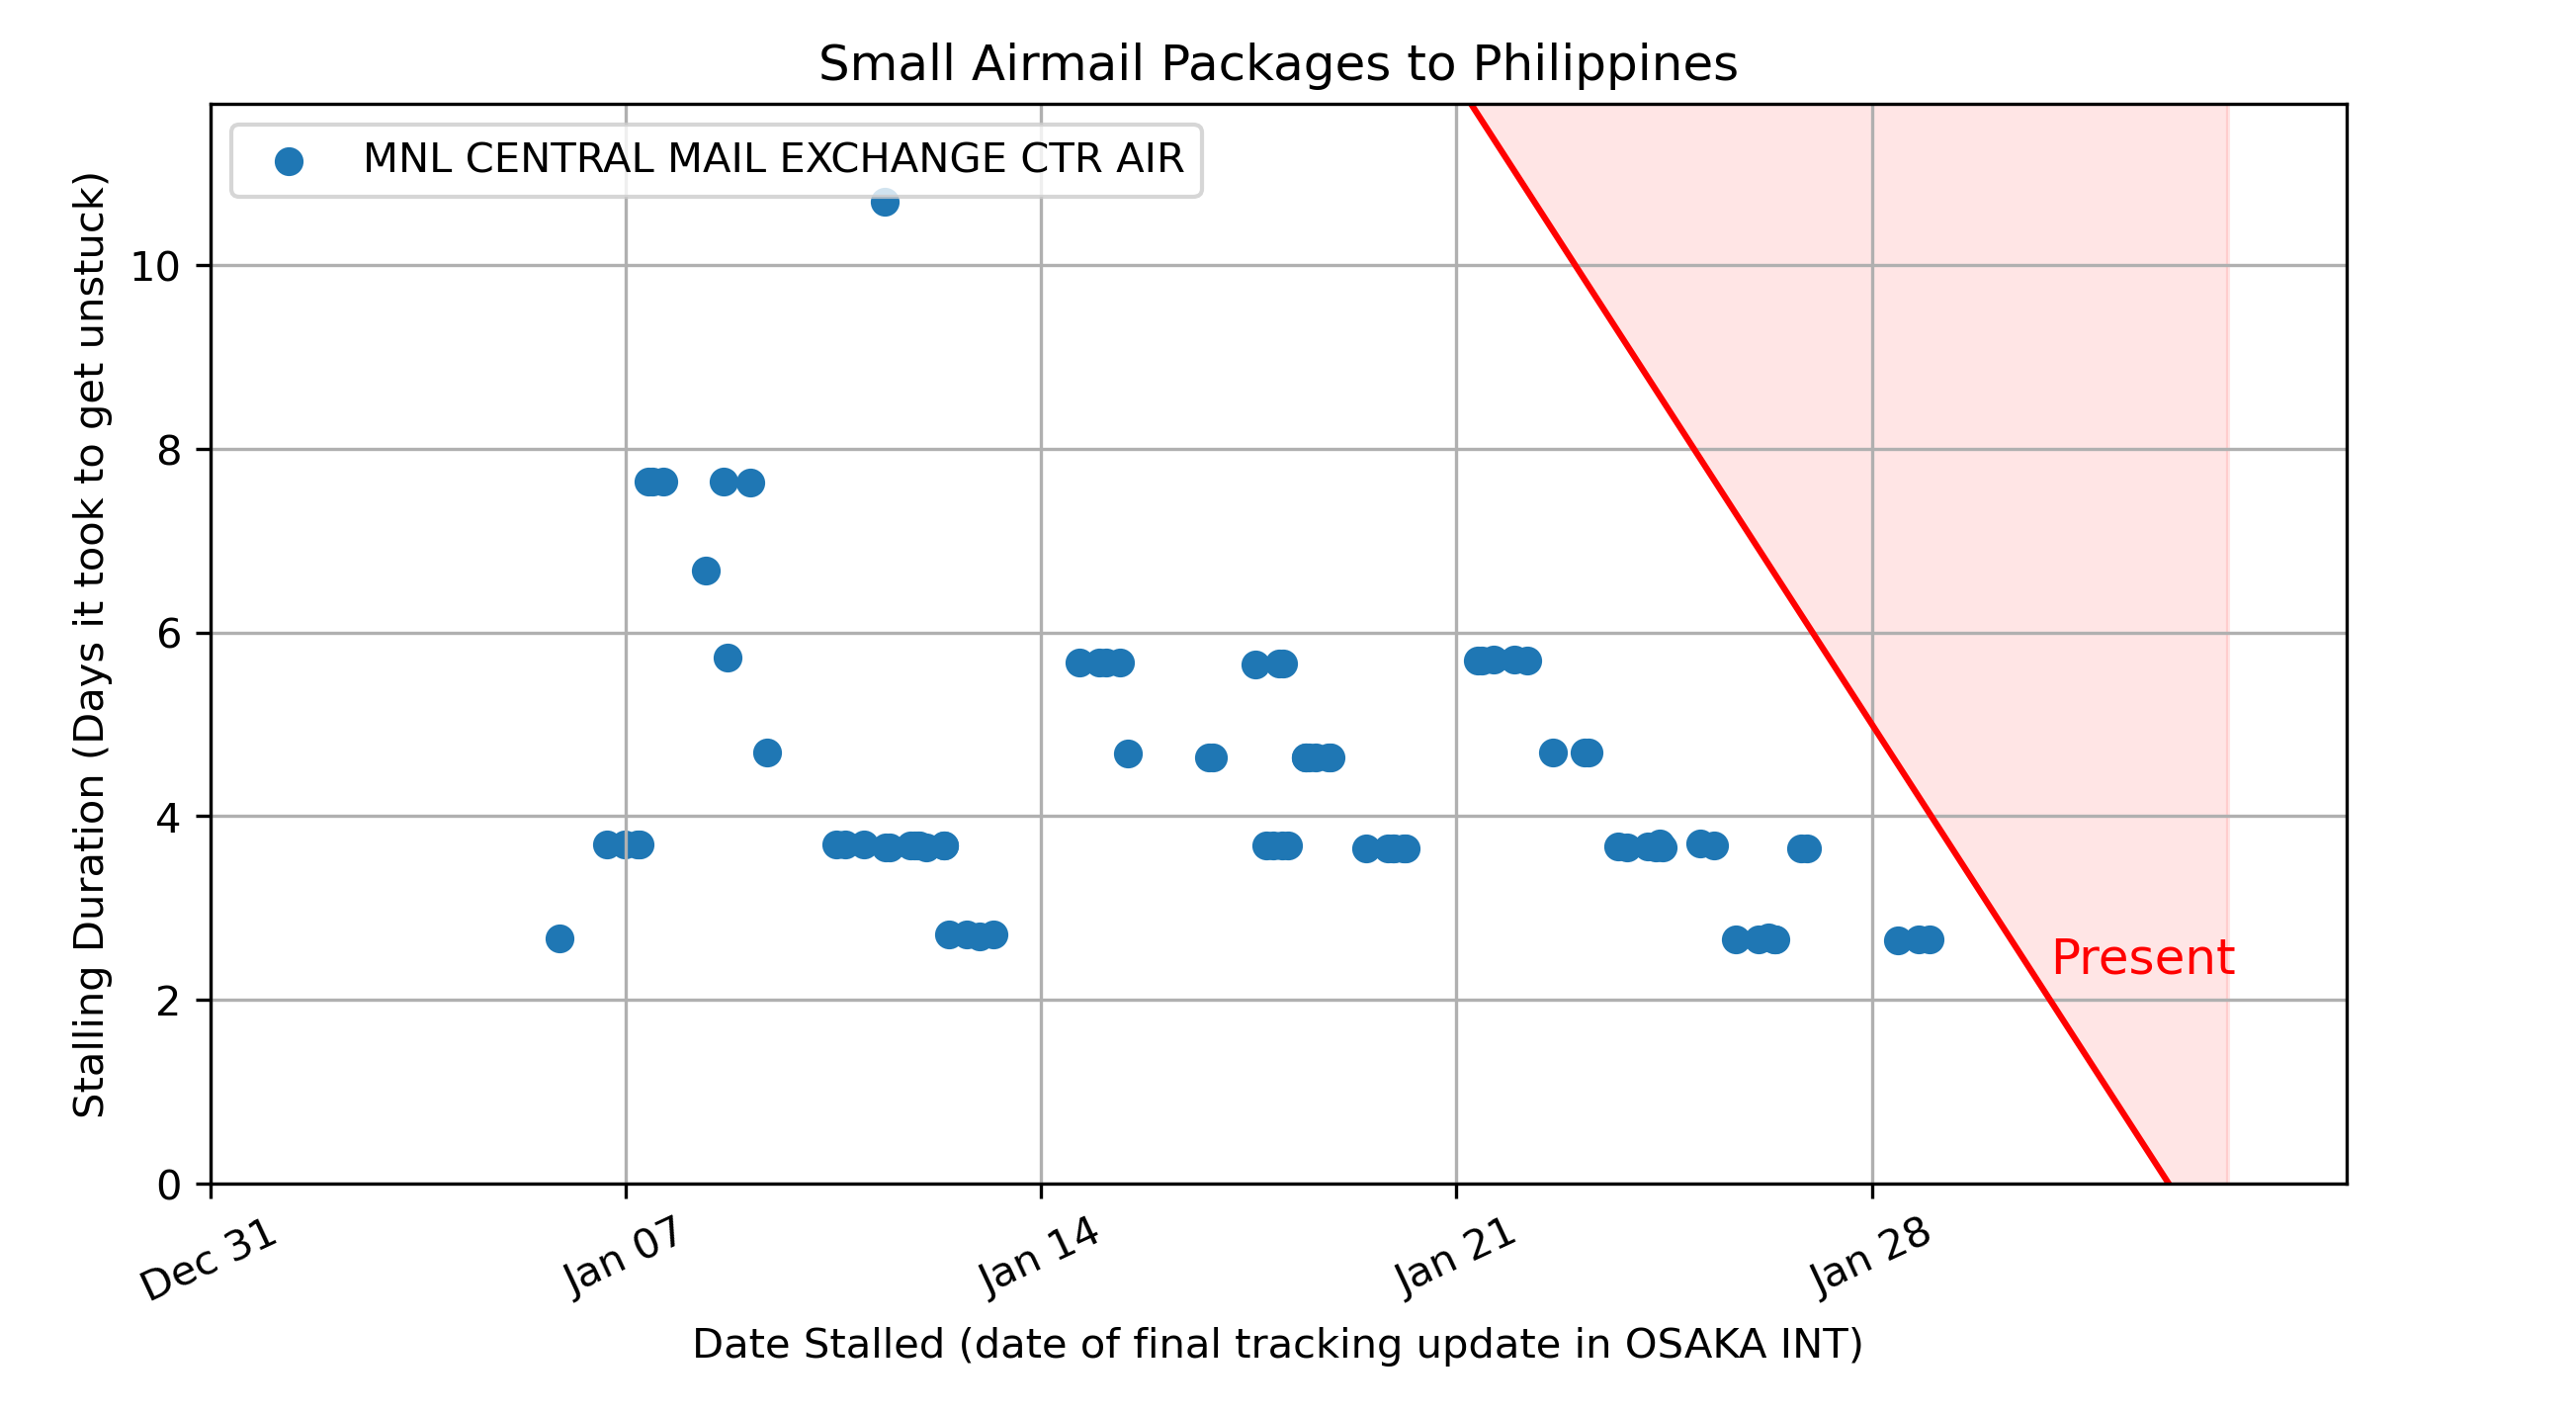 Small Airmail Packages to Philippines
MNL CENTRAL MAIL EXCHANGE CTR AIR
Stalling Duration (Days it took to get unstuck)
10
8
6
4
2
0
Present
Dec 31
Jan 07
Jan 14
Jan 21
Jan 28
Date Stalled (date of final tracking update in OSAKA INT)